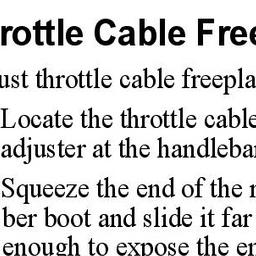 rottle Cable Free
ust throttle cable freepla
Locate the throttle cable
adjuster at the handlebar
Squeeze the end of the r
ber boot and slide it far
enough to expose the en